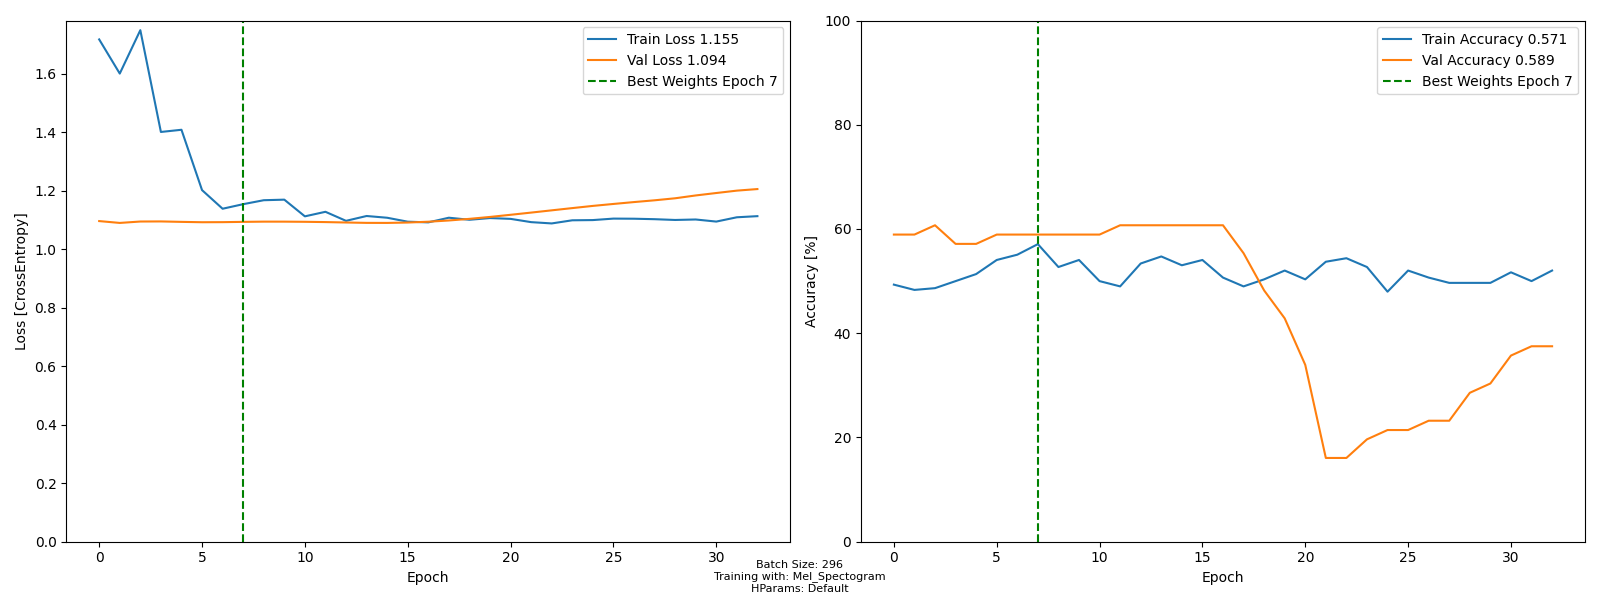 Train Loss 1.155
Val Loss 1.094
Best Weights Epoch 7
1.6
1.4
1.2
1.0
0.8
0.6
0.4
0.2
0.0
Loss [CrossEntropy]
0 5 10 15 20 25 30
Epoch
Train Accuracy 0.571
Val Accuracy 0.589
Best Weights Epoch 7
100
80
60
40
20
0
Accuracy [%]
0 5 10 15 20 25 30
Epoch
Batch Size: 296
Training with: Mel_Spectogram
HParams: Default